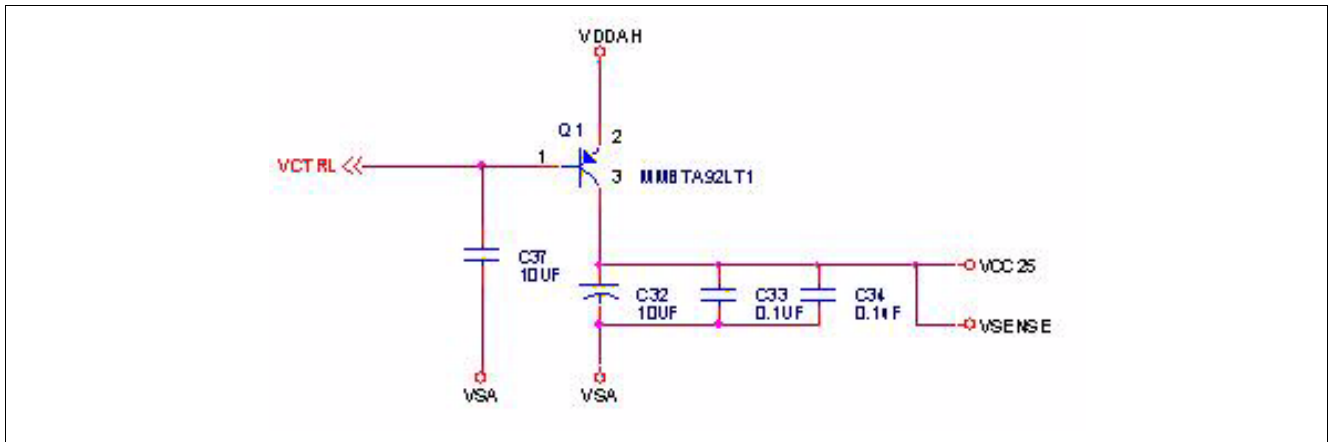 VDDAH
Q1
2
1
VCTRL
3
MMBTA92LT1
C37
10UF
C32
10UF
C33
0.1UF
C34
0.1UF
VCC25
VSENSE
VSA
VSA